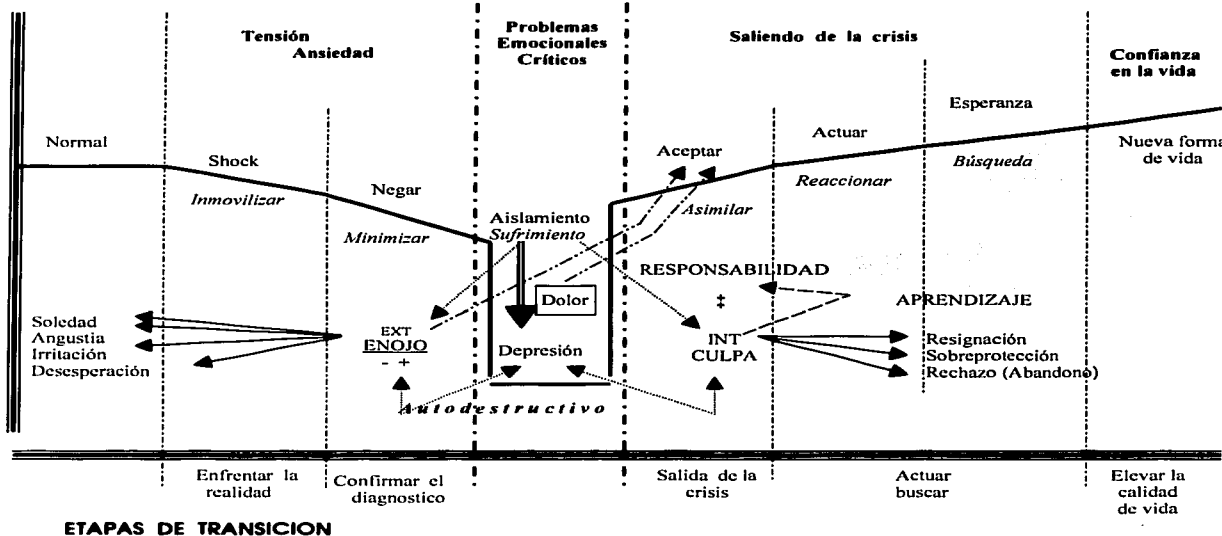 Tensión
Ansiedad
Problemas
Emocionales
Críticos
Saliendo de la crisis
Confianza
en la vida
Normal
Shock
Inmovilizar
Negar
Minimizar
Aislamiento
Sufrimiento
Aceptar
Asimilar
Actuar
Reaccionar
Esperanza
Búsqueda
Nueva forma
de vida
Soledad
Angustia
Irritación
Desesperación
EXT
ENOJO
- +
Dolor
Depresión
Autodestructivo
RESPONSABILIDAD
‡
INT
CULPA
APRENDIZAJE
Resignación
Sobreprotección
Rechazo (Abandono)
Enfrentar la
realidad
Confirmar el
diagnostico
Salida de la
crisis
Actuar
buscar
Elevar la
calidad
de vida
ETAPAS DE TRANSICION